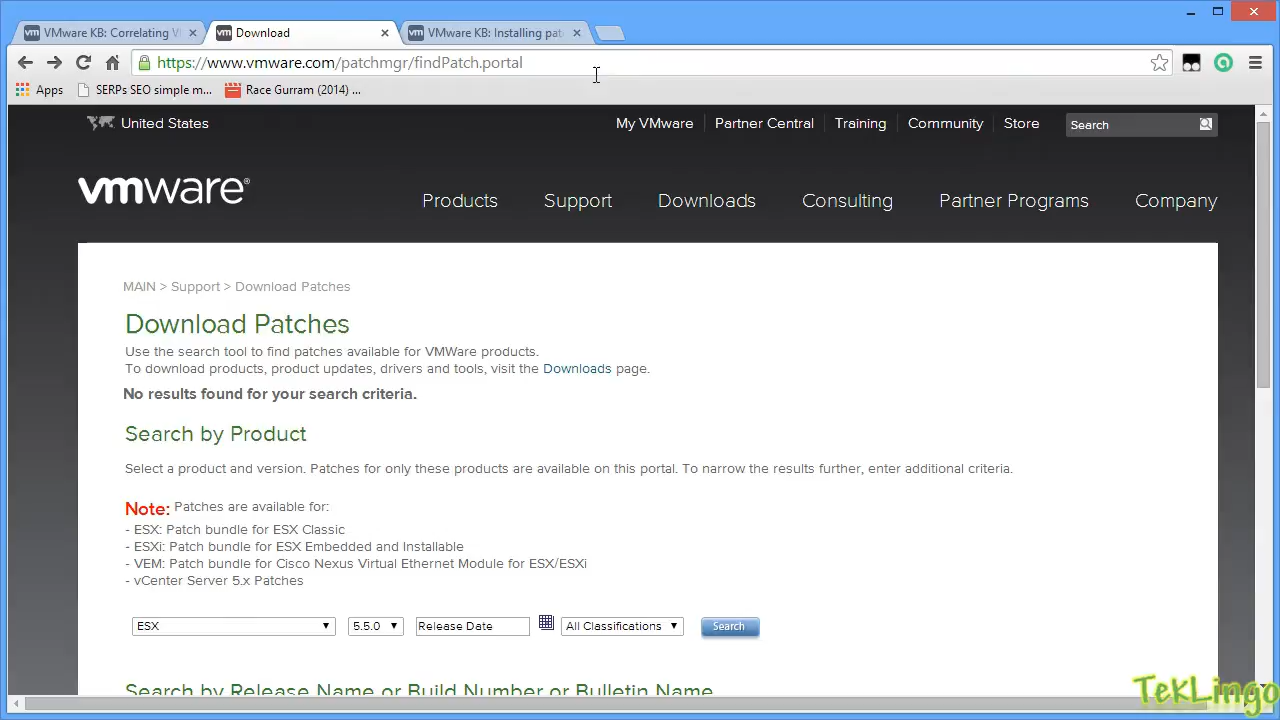 VMware KB: Correlating V
Download
VMware KB: Installing pat
https://www.vmware.com/patchmgr/findPatch.portal
Apps
SERPs SEO simple m...
Race Gurram (2014) ...
United States
My VMware
Partner Central
Training
Community
Store
Search
vmware®
Products
Support
Downloads
Consulting
Partner Programs
Company
MAIN > Support > Download Patches
Download Patches
Use the search tool to find patches available for VMWare products.
To download products, product updates, drivers and tools, visit the Downloads page.
No results found for your search criteria.
Search by Product
Select a product and version. Patches for only these products are available on this portal. To narrow the results further, enter additional criteria.
Note: Patches are available for:
- ESX: Patch bundle for ESX Classic
- ESXi: Patch bundle for ESX Embedded and Installable
- VEM: Patch bundle for Cisco Nexus Virtual Ethernet Module for ESX/ESXi
- vCenter Server 5.x Patches
ESX
5.5.0
Release Date
All Classifications
Search
Search by Release Name or Build Number or Bulletin Name
TekLingo